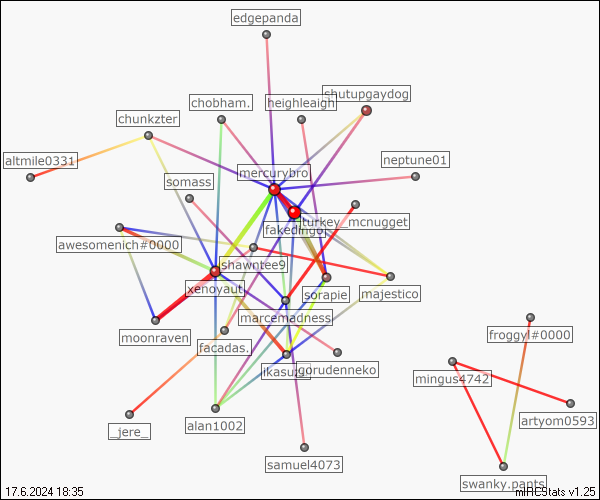 edgepanda
shutupgaydog
chobham.
heighleaigh
chunkzter
altmile0331
neptune01
mercurybro
somass
turkey_mcnugget
fakedingo
awesomenich#0000
shawntee9
xenoyaut
sorapie
majestico
marcemadness
moonraven
facadas.
froggyl#0000
gorudenneko
mingus4742
_jere_
alan1002
artyom0593
samuel4073
swanky.pants
17.6.2024 18:35
mIRCStats v1.25